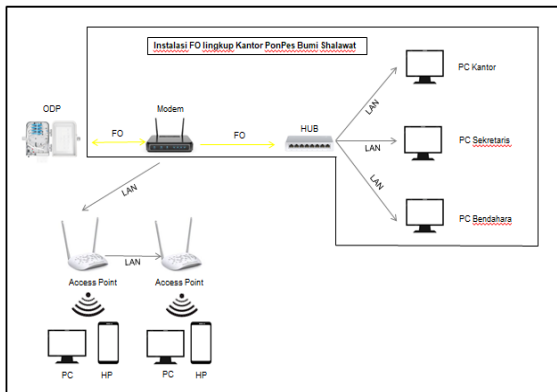 Instalasi FO lingkup Kantor PonPes Bumi Shalawat
PC Kantor
ODP
Modem
HUB
LAN
FO
FO
LAN
PC Sekretaris
LAN
LAN
PC Bendahara
LAN
Access Point
Access Point
PC
HP
PC
HP